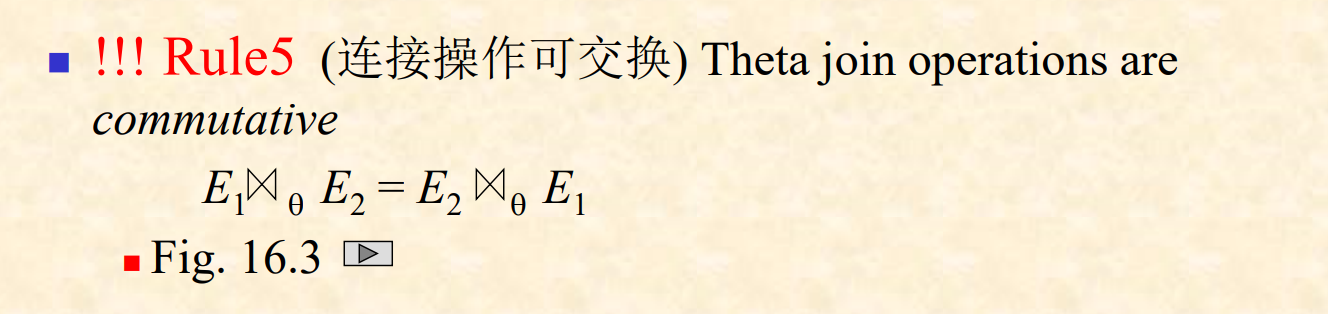 !!! Rule5 (连接操作可交换) Theta join operations are
commutative
E₁⋈θ E₂ = E₂ ⋈θ E₁
Fig. 16.3